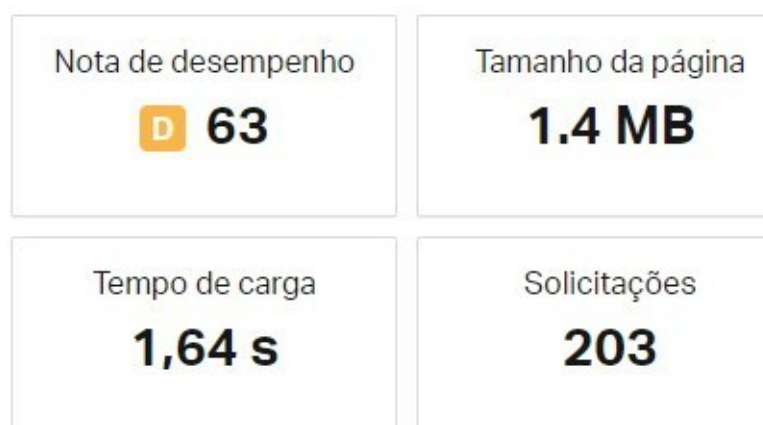 Nota de desempenho
D 63
Tamanho da página
1.4 MB
Tempo de carga
1,64 s
Solicitações
203